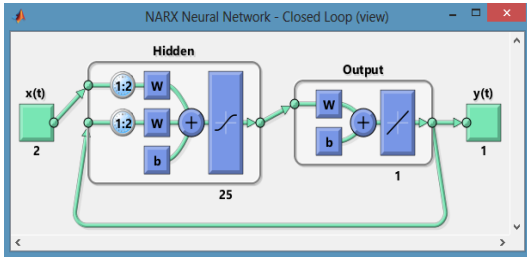 NARX Neural Network - Closed Loop (view)
Hidden
Output
x(t)
1:2
W
1:2
W
b
W
b
y(t)
2
25
1
1